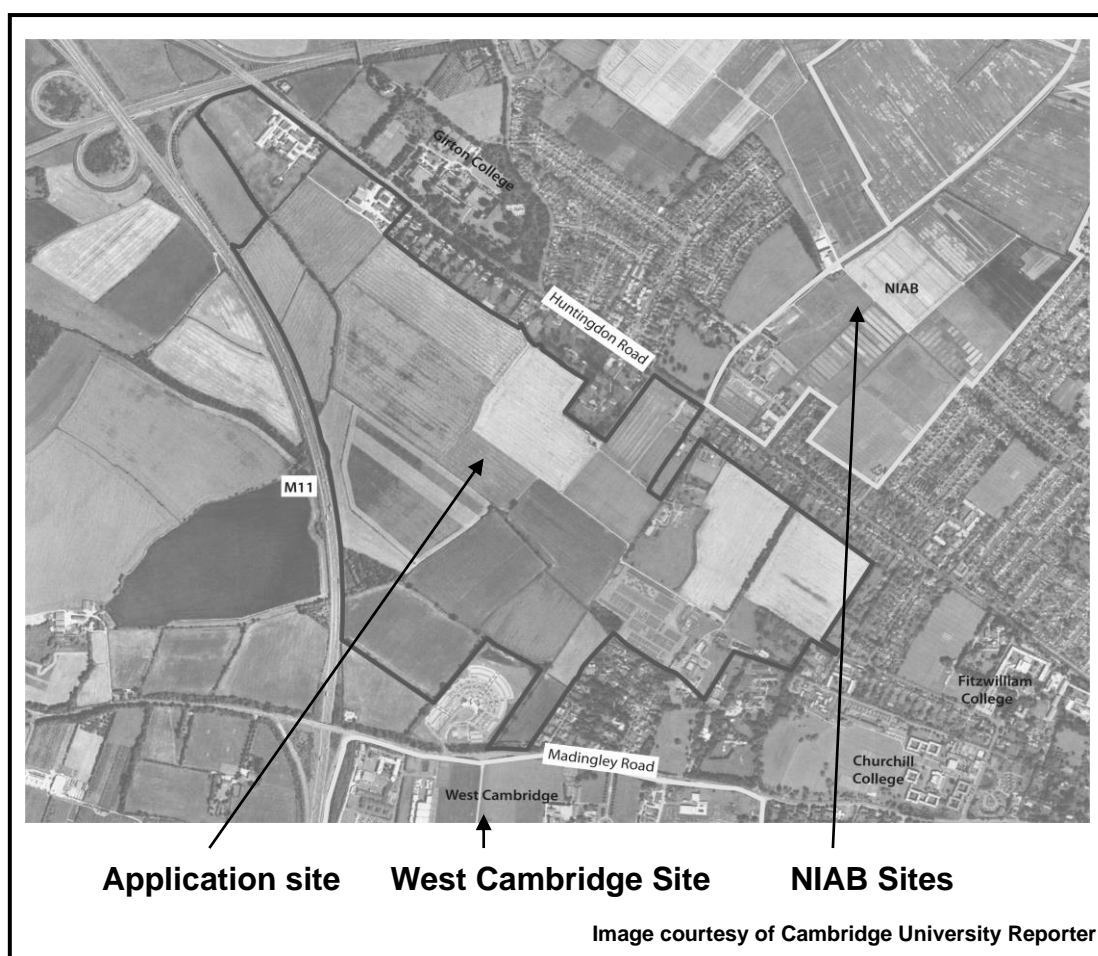 Girton College
NIAB
Huntingdon Road
M11
Fitzwilliam
College
Madingley Road
Churchill
College
West Cambridge
Application site
West Cambridge Site
NIAB Sites
Image courtesy of Cambridge University Reporter